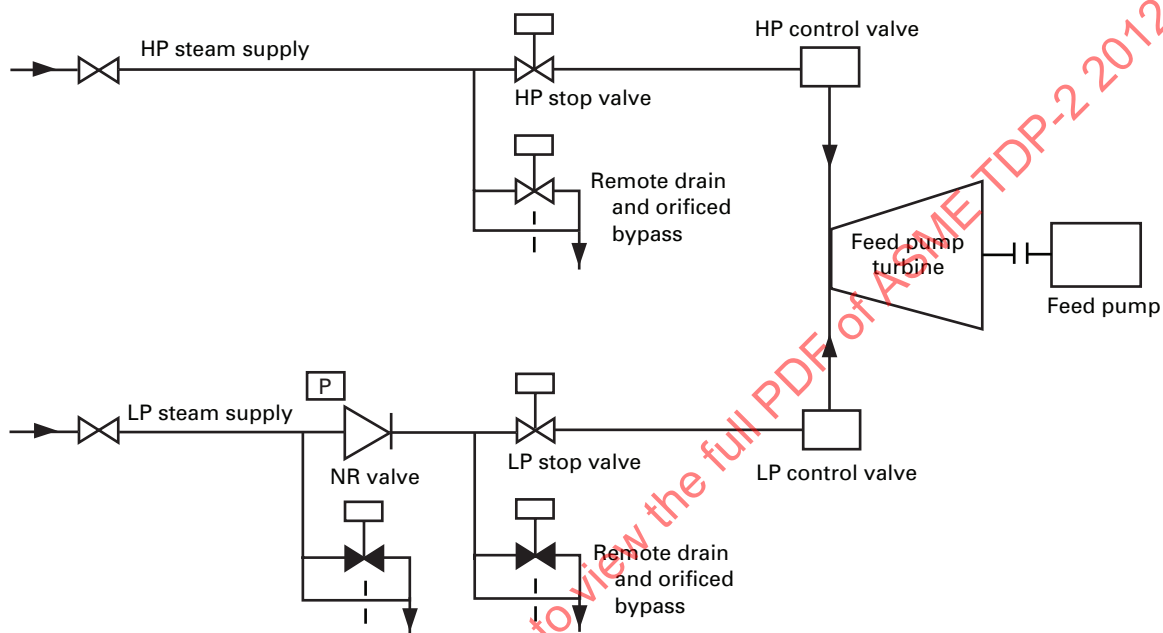 HP steam supply
HP control valve
HP stop valve
Remote drain
and orificed
bypass
Feed pump
turbine
Feed pump
P
LP steam supply
NR valve
LP stop valve
LP control valve
Remote drain
and orificed
bypass
to view the full PDF of ASME TDP-2 2012